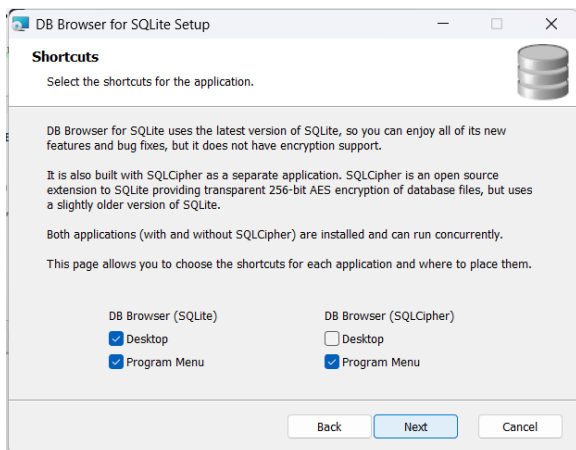 DB Browser for SQLite Setup
Shortcuts
Select the shortcuts for the application.
DB Browser for SQLite uses the latest version of SQLite, so you can enjoy all of its new
features and bug fixes, but it does not have encryption support.
It is also built with SQLCipher as a separate application. SQLCipher is an open source
extension to SQLite providing transparent 256-bit AES encryption of database files, but uses
a slightly older version of SQLite.
Both applications (with and without SQLCipher) are installed and can run concurrently.
This page allows you to choose the shortcuts for each application and where to place them.
DB Browser (SQLite) DB Browser (SQLCipher)
Desktop Desktop
Program Menu Program Menu
Back Next Cancel